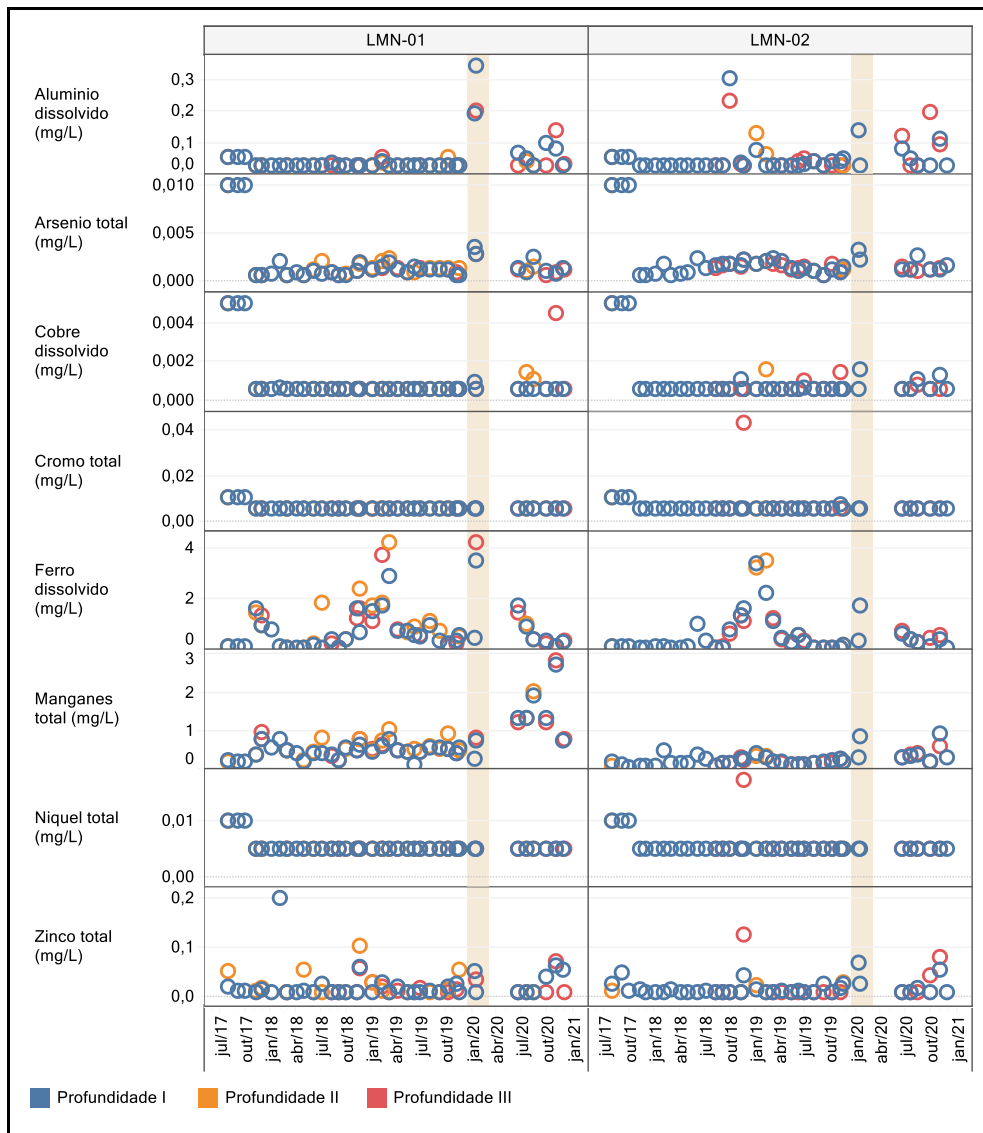 LMN-01 LMN-02
Aluminio
dissolvido
(mg/L)
0,3
0,2
0,1
0,0
Arsenio total
(mg/L)
0,010
0,005
0,000
Cobre
dissolvido
(mg/L)
0,004
0,002
0,000
Cromo total
(mg/L)
0,04
0,02
0,00
Ferro
dissolvido
(mg/L)
4
2
0
Manganes
total (mg/L)
3
2
1
0
Niquel total
(mg/L)
0,01
0,00
Zinco total
(mg/L)
0,2
0,1
0,0
jul/17 out/17 jan/18 abr/18 jul/18 out/18 jan/19 abr/19 jul/19 out/19 jan/20 abr/20 jul/20 out/20 jan/21 jul/17 out/17 jan/18 abr/18 jul/18 out/18 jan/19 abr/19 jul/19 out/19 jan/20 abr/20 jul/20 out/20 jan/21
Profundidade I Profundidade II Profundidade III